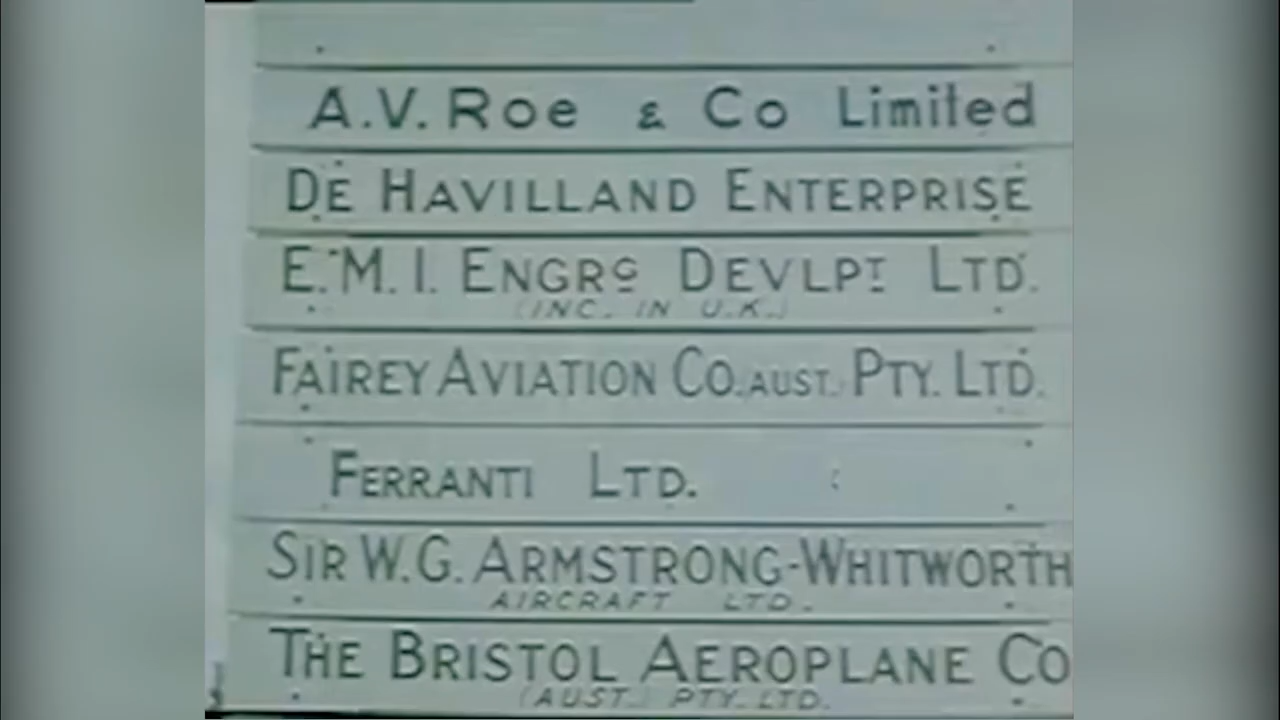 A.V. Roe & Co Limited
DE HAVILLAND ENTERPRISE
E.M.I. ENGRG DEVLPT LTD.
(INC. IN U.K.)
FAIREY AVIATION CO. AUST. PTY. LTD.
FERRANTI LTD.
SIR W.G. ARMSTRONG-WHITWORTH
AIRCRAFT LTD.
THE BRISTOL AEROPLANE CO
(AUST.) PTY. LTD.